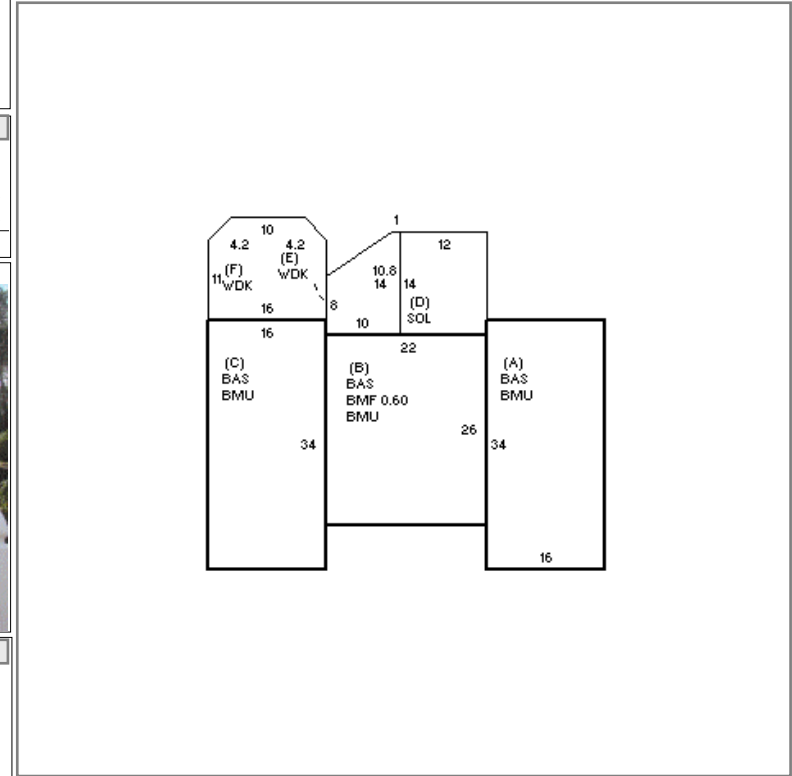 1
10
12
4.2 4.2
(E)
WDK
(F)
WDK
11
10.8
14
14
(D)
SOL
8
16
10
16
22
(C)
BAS
BMU
(B)
BAS
BMF 0.60
BMU
(A)
BAS
BMU
26
34
34
16